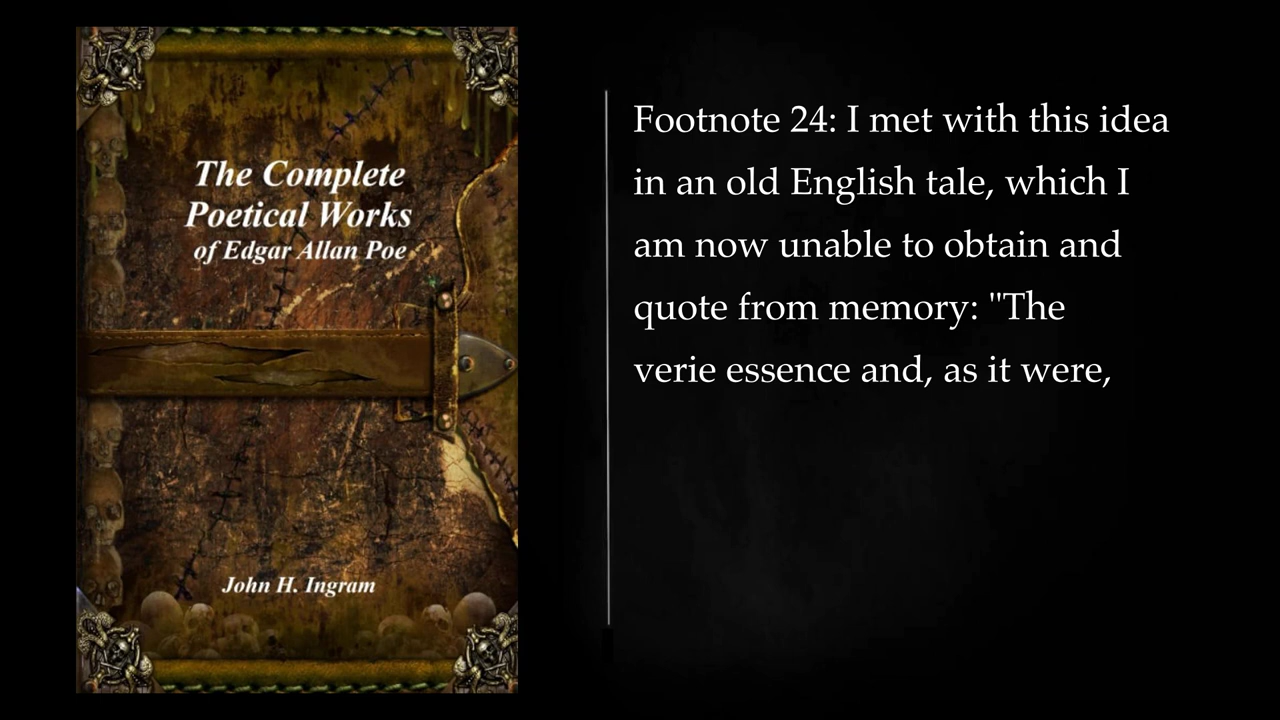 The Complete
Poetical Works
of Edgar Allan Poe
John H. Ingram
Footnote 24: I met with this idea
in an old English tale, which I
am now unable to obtain and
quote from memory: "The
verie essence and, as it were,